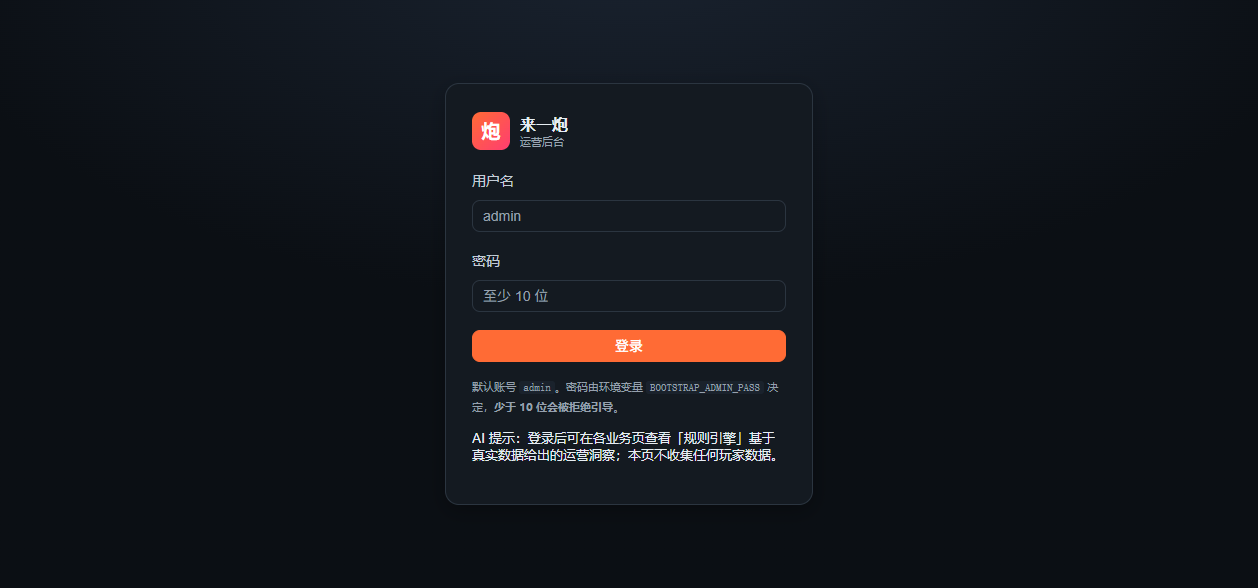 炮
来一炮
运营后台
用户名
admin
密码
至少 10 位
登录
默认账号 admin 。密码由环境变量 BOOTSTRAP_ADMIN_PASS 决
定，少于 10 位会被拒绝引导。
AI 提示：登录后可在各业务页查看「规则引擎」基于
真实数据给出的运营洞察；本页不收集任何玩家数据。